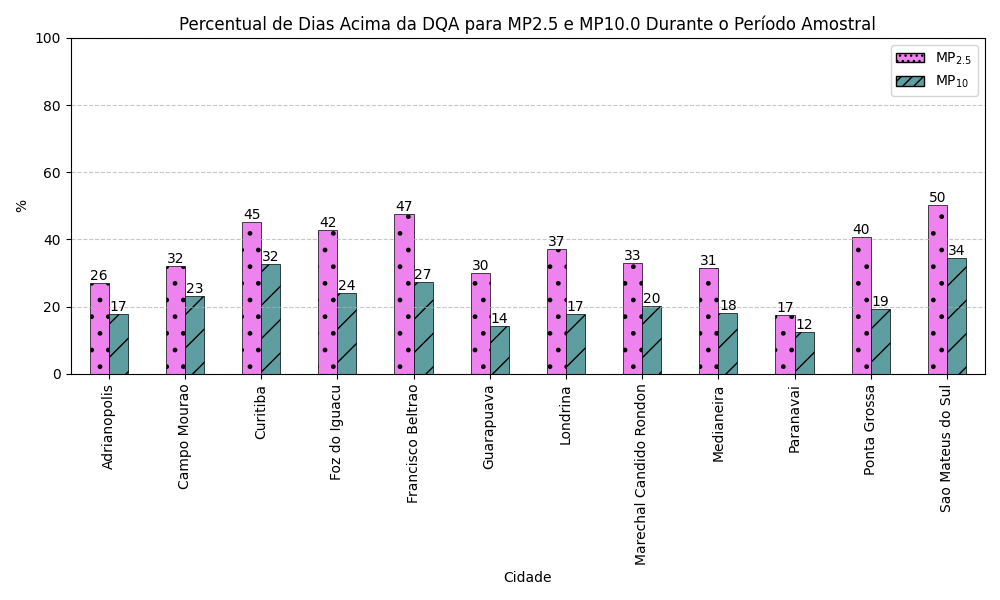 Percentual de Dias Acima da DQA para MP2.5 e MP10.0 Durante o Período Amostral
100
80
60
40
20
0
%
MP2.5
MP10
26
17
32
23
45
32
42
24
47
27
30
14
37
17
33
20
31
18
17
12
40
19
50
34
Adrianopolis
Campo Mourao
Curitiba
Foz do Iguacu
Francisco Beltrao
Guarapuava
Londrina
Marechal Candido Rondon
Medianeira
Paranavai
Ponta Grossa
Sao Mateus do Sul
Cidade